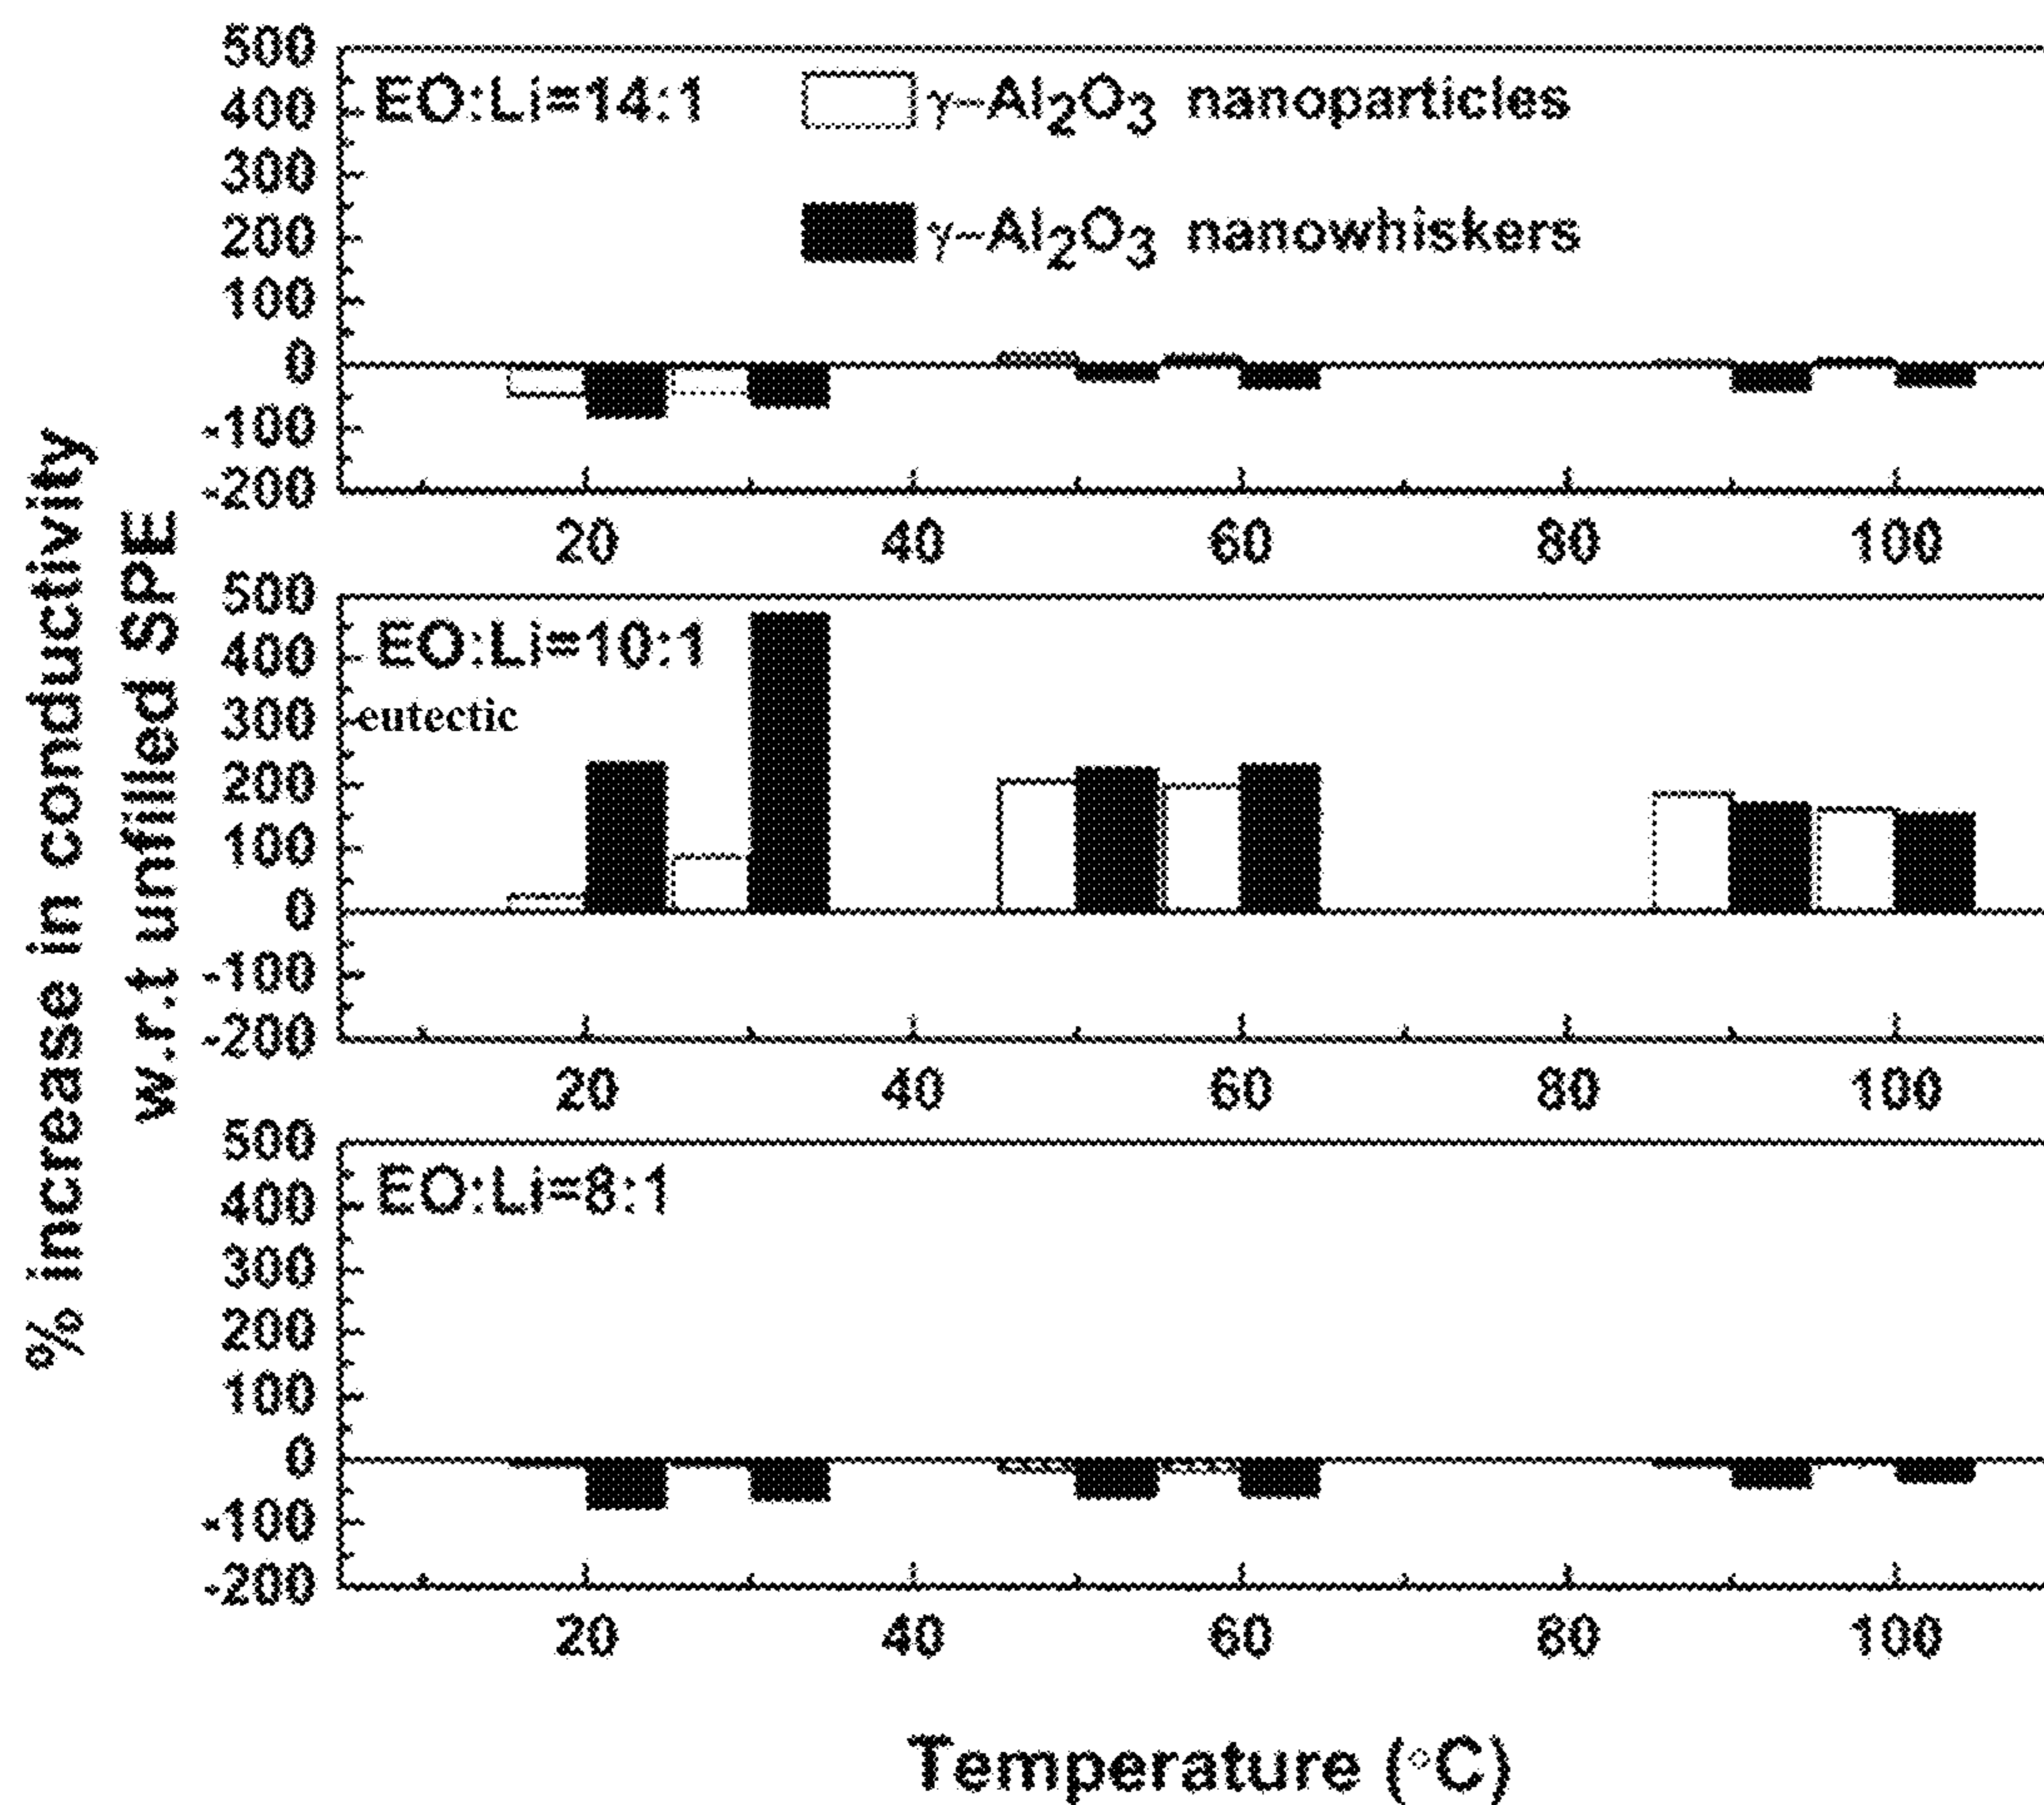 % increase in conductivity
w.r.t unfilled SPE
500
400
300
200
100
0
-100
-200
EO:Li=14:1
γ-Al2O3 nanoparticles
γ-Al2O3 nanowhiskers
20 40 60 80 100
500
400
300
200
100
0
-100
-200
EO:Li=10:1
eutectic
20 40 60 80 100
500
400
300
200
100
0
-100
-200
EO:Li=8:1
20 40 60 80 100
Temperature (°C)